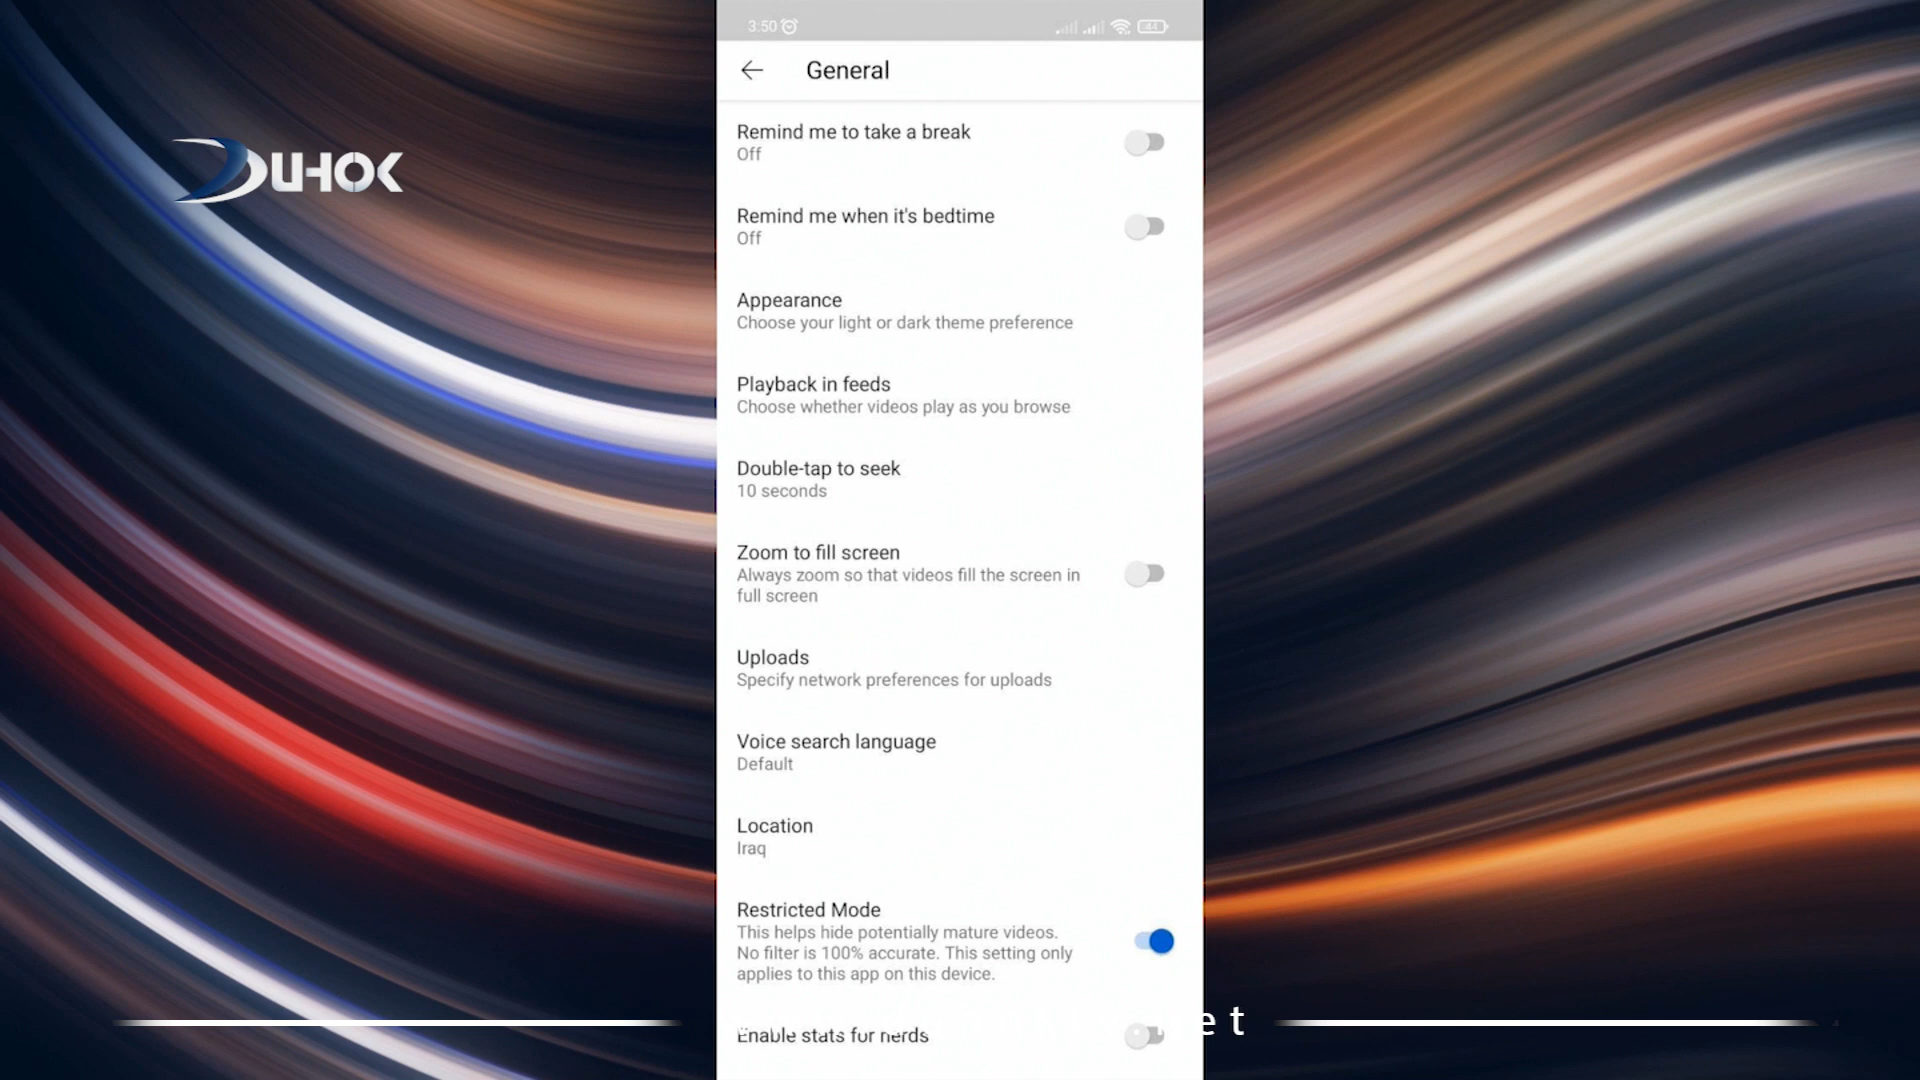 3:50
44
General
DUHOK
Remind me to take a break
Off
Remind me when it's bedtime
Off
Appearance
Choose your light or dark theme preference
Playback in feeds
Choose whether videos play as you browse
Double-tap to seek
10 seconds
Zoom to fill screen
Always zoom so that videos fill the screen in
full screen
Uploads
Specify network preferences for uploads
Voice search language
Default
Location
Iraq
Restricted Mode
This helps hide potentially mature videos.
No filter is 100% accurate. This setting only
applies to this app on this device.
Enable stats for nerds